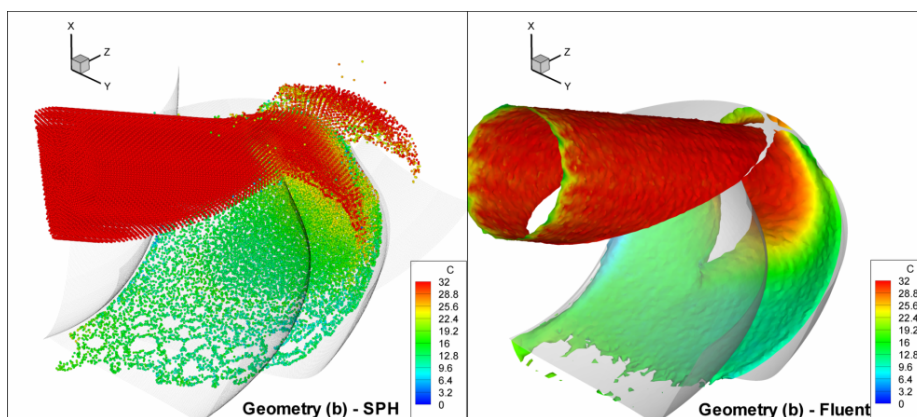 X
Z
Y
C
32
28.8
25.6
22.4
19.2
16
12.8
9.6
6.4
3.2
0
Geometry (b) - SPH
X
Z
Y
C
32
28.8
25.6
22.4
19.2
16
12.8
9.6
6.4
3.2
0
Geometry (b) - Fluent